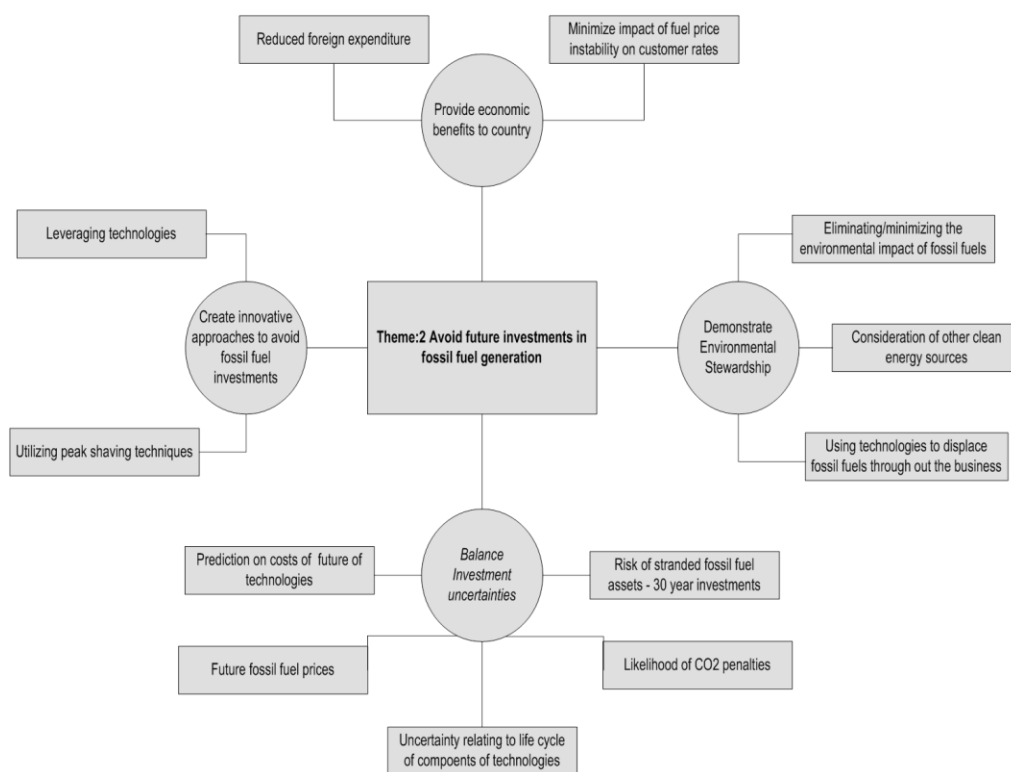 Reduced foreign expenditure
Minimize impact of fuel price
instability on customer rates
Provide economic
benefits to country
Leveraging technologies
Eliminating/minimizing the
environmental impact of fossil fuels
Create innovative
approaches to avoid
fossil fuel
investments
Theme:2 Avoid future investments in
fossil fuel generation
Demonstrate
Environmental
Stewardship
Consideration of other clean
energy sources
Utilizing peak shaving techniques
Using technologies to displace
fossil fuels through out the business
Prediction on costs of future of
technologies
Balance
Investment
uncertainties
Risk of stranded fossil fuel
assets - 30 year investments
Future fossil fuel prices
Likelihood of CO2 penalties
Uncertainty relating to life cycle
of compoents of technologies